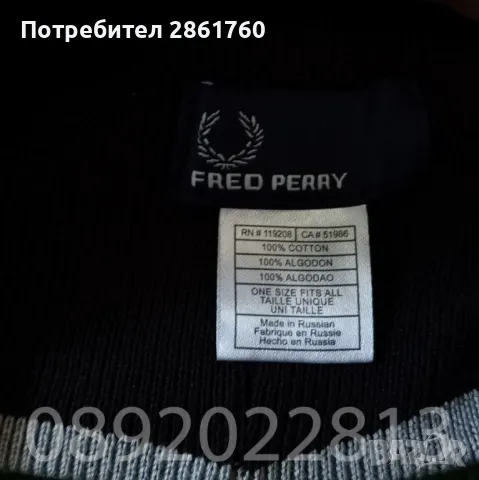 Потребител 2861760
FRED PERRY
RN # 119208 CA # 51986
100% COTTON
100% ALGODON
100% ALGODAO
ONE SIZE FITS ALL
TAILLE UNIQUE
UNI TAILLE
Made in Russian
Fabrique en Russie
Hecho en Russie
0892022813